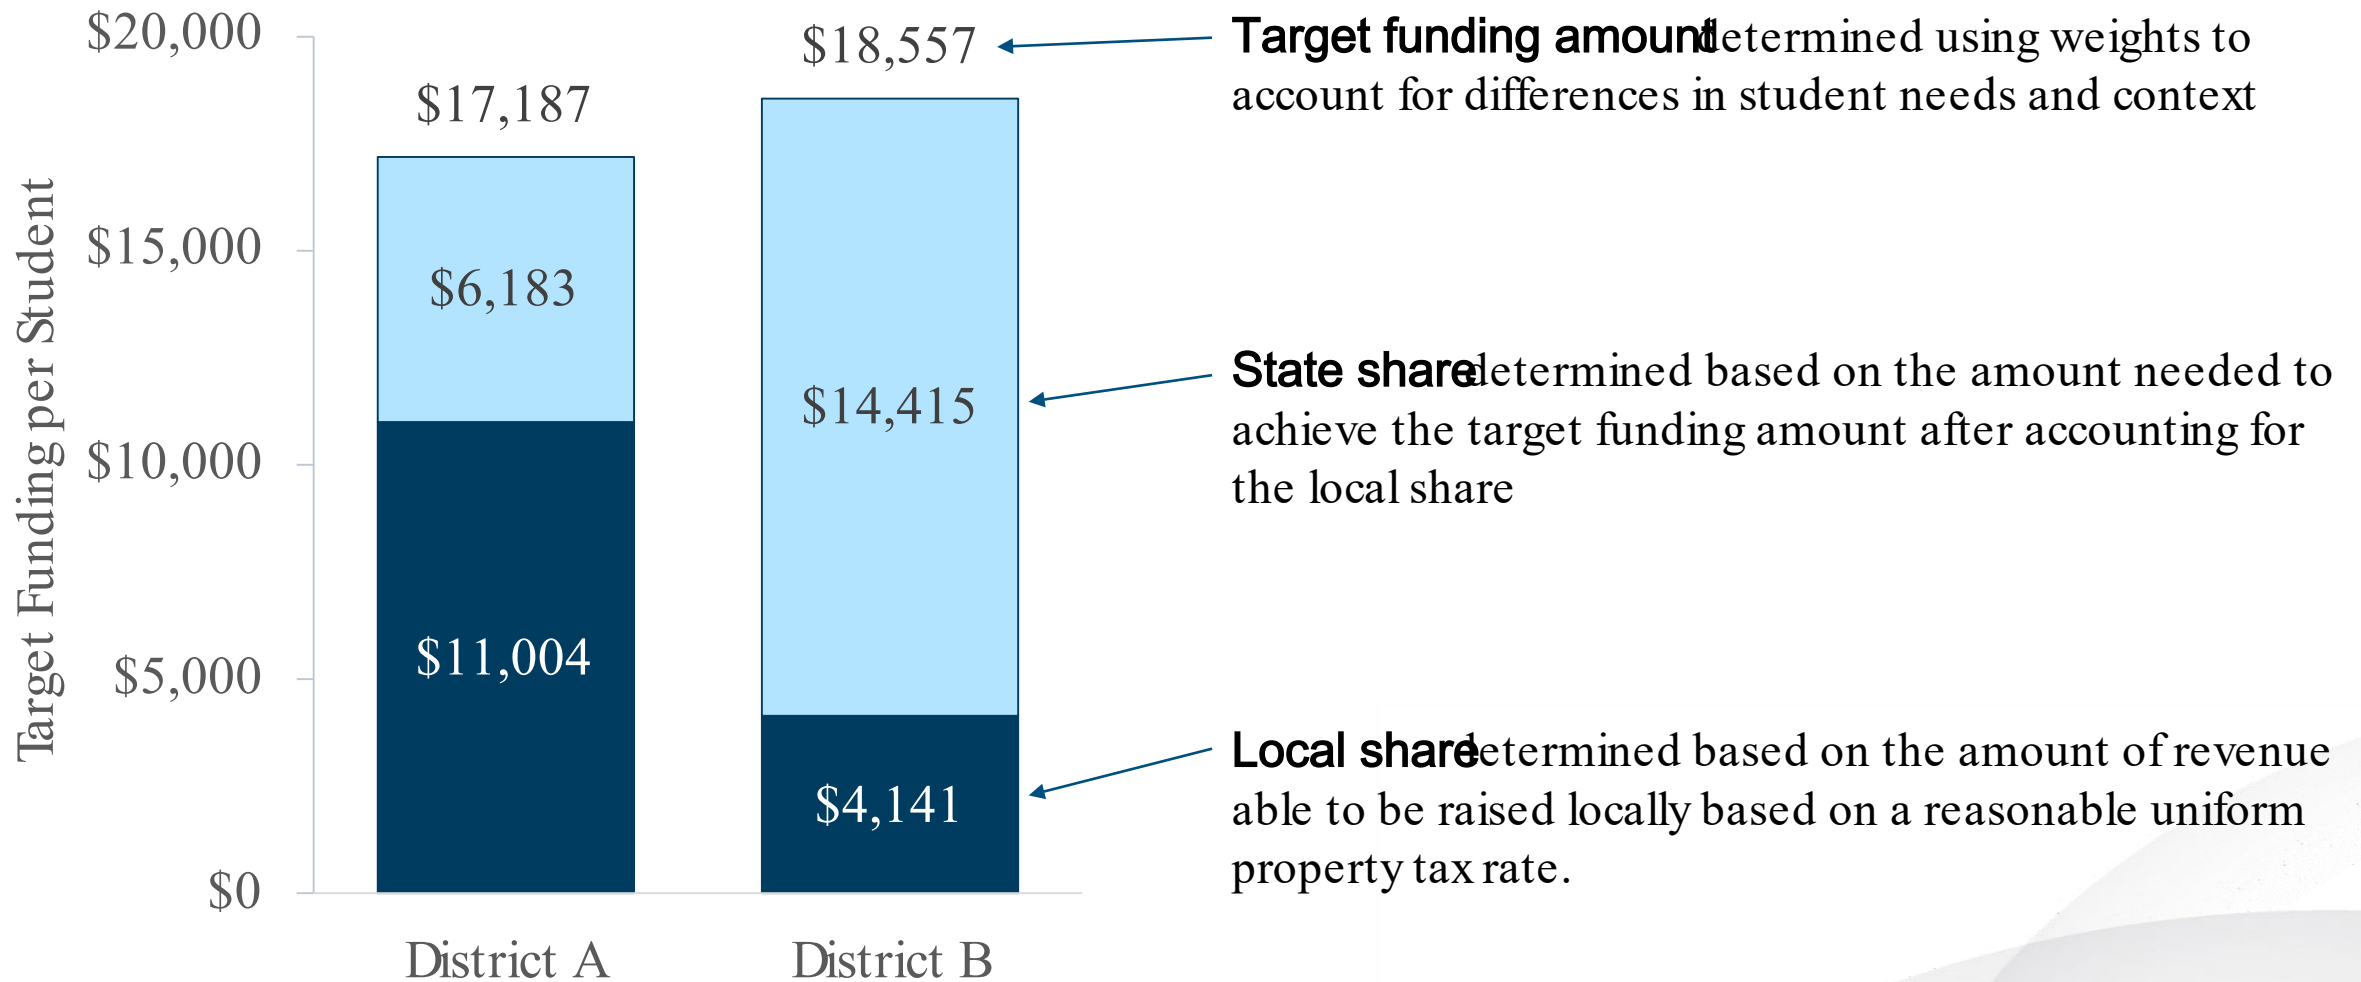 Target Funding per Student
$20,000
$15,000
$10,000
$5,000
$0
$17,187
$6,183
$11,004
District A
$18,557
$14,415
$4,141
District B
Target funding amount determined using weights to
account for differences in student needs and context
State share determined based on the amount needed to
achieve the target funding amount after accounting for
the local share
Local share determined based on the amount of revenue
able to be raised locally based on a reasonable uniform
property tax rate.